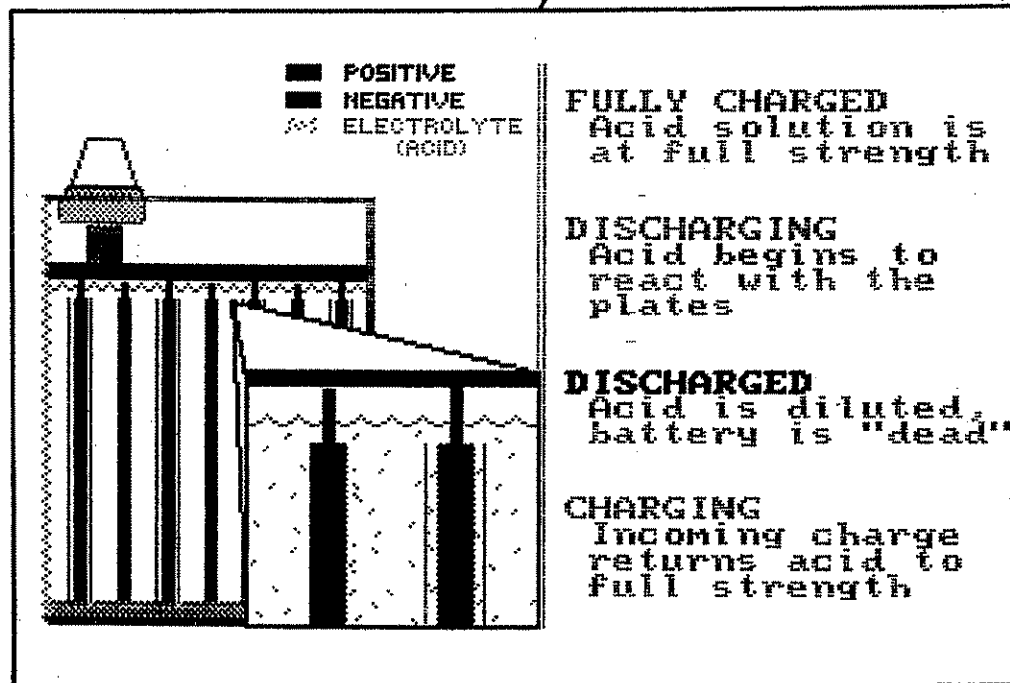 POSITIVE
NEGATIVE
ELECTROLYTE
(ACID)
FULLY CHARGED
Acid solution is
at full strength
DISCHARGING
Acid begins to
react with the
plates
DISCHARGED
Acid is diluted,
battery is "dead"
CHARGING
Incoming charge
returns acid to
full strength